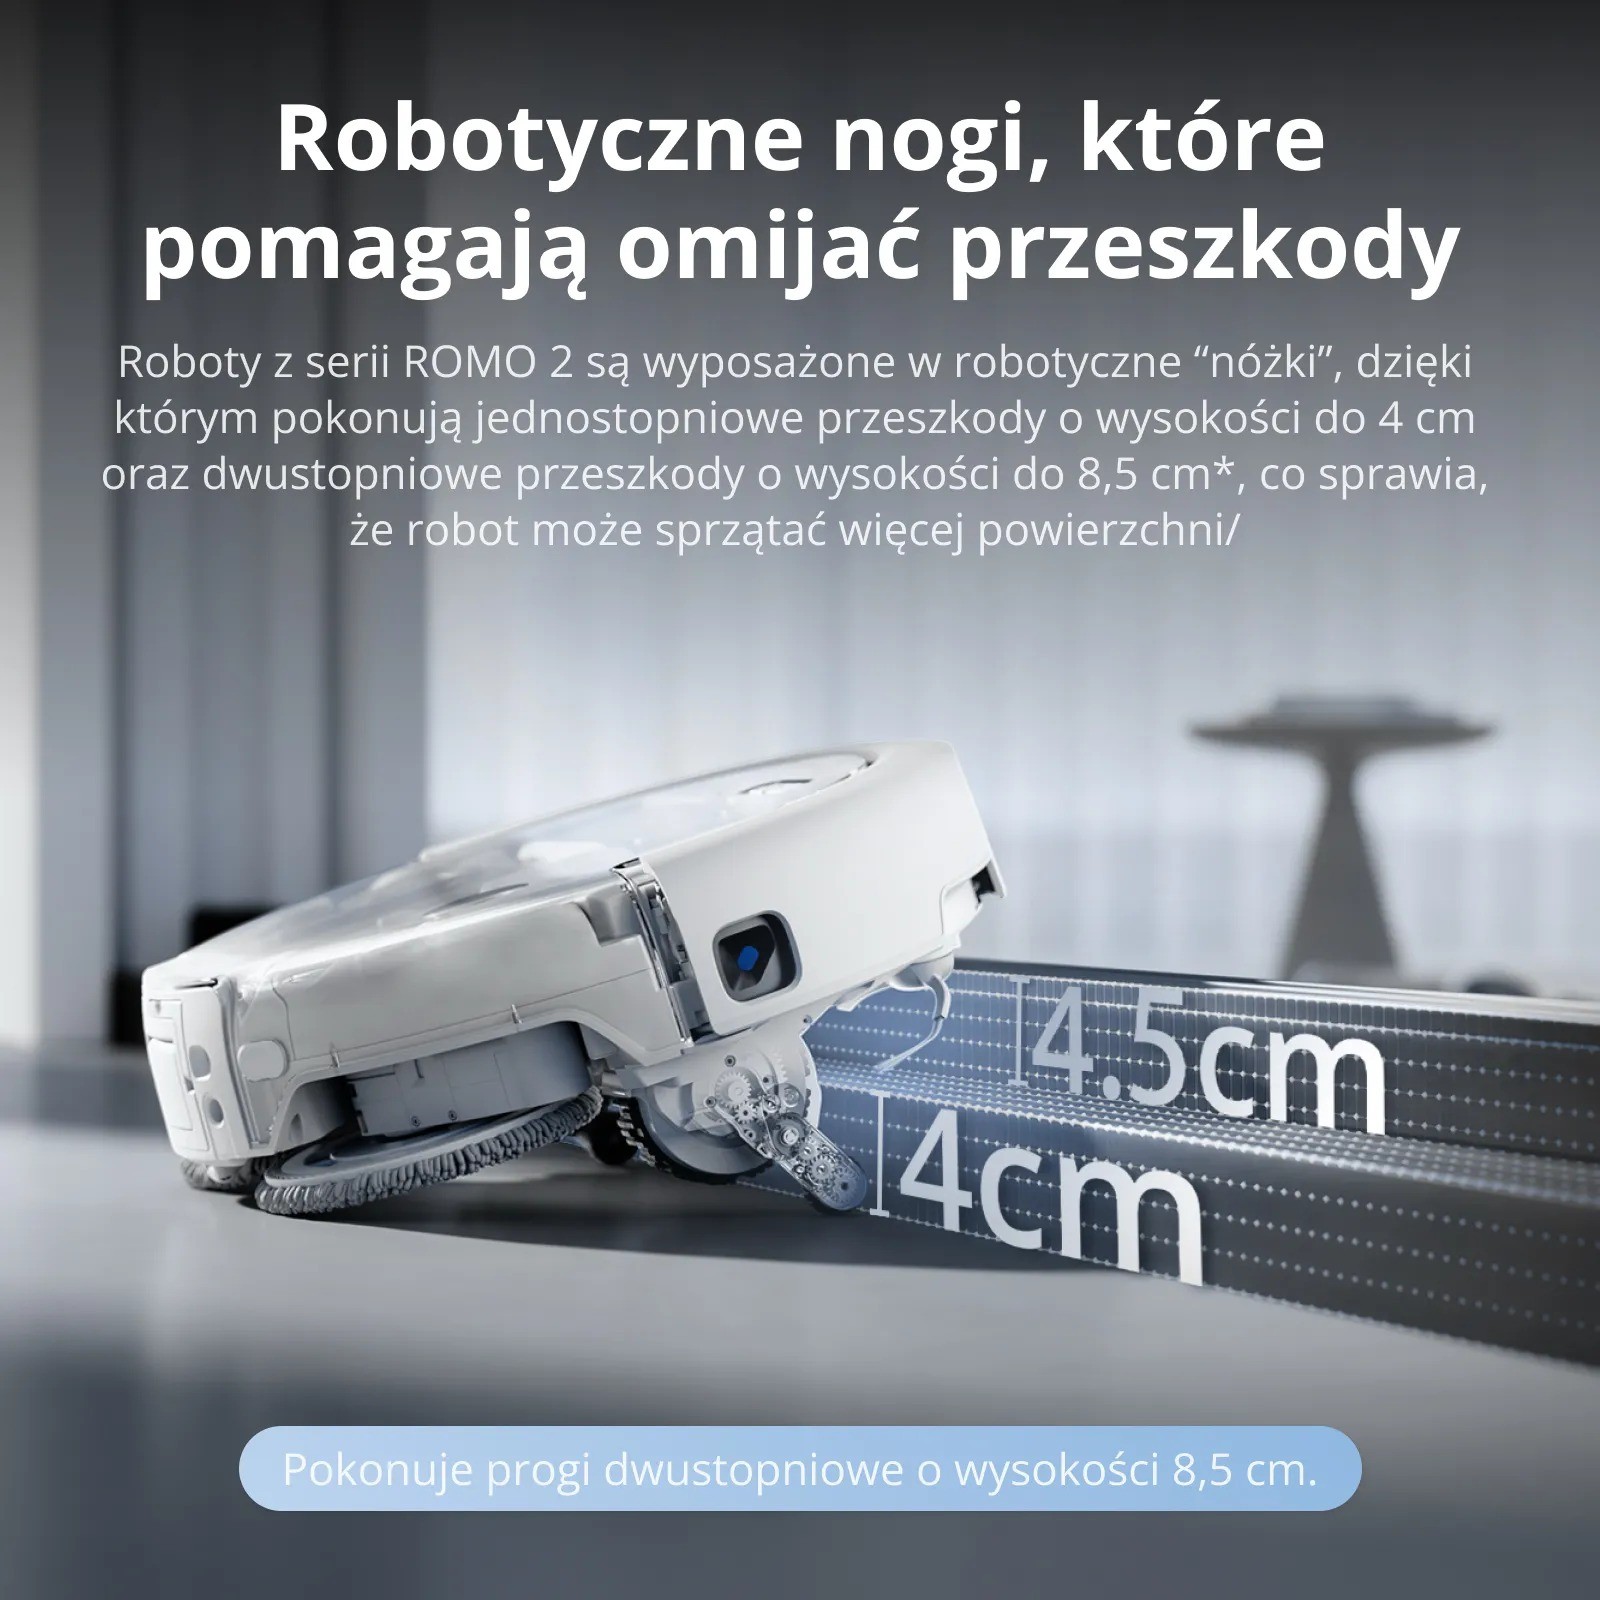 Robotyczne nogi, które
pomagają omijać przeszkody
Roboty z serii ROMO 2 są wyposażone w robotyczne “nóżki”, dzięki
którym pokonują jednostopniowe przeszkody o wysokości do 4 cm
oraz dwustopniowe przeszkody o wysokości do 8,5 cm*, co sprawia,
że robot może sprzątać więcej powierzchni/
4.5cm
4cm
Pokonuje progi dwustopniowe o wysokości 8,5 cm.